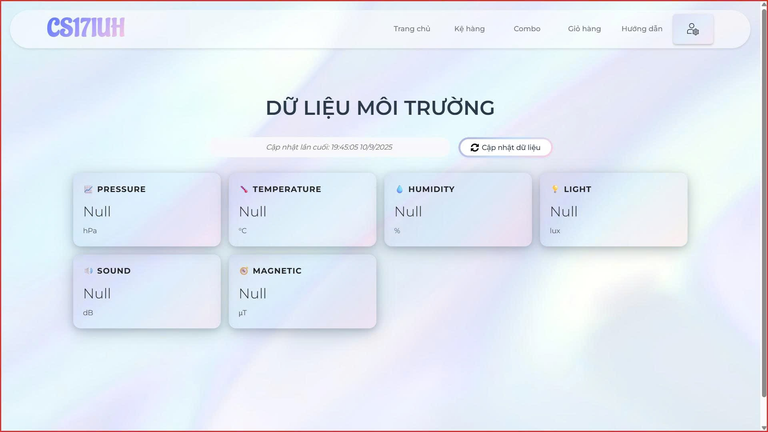 CS171UH
Trang chủ
Kệ hàng
Combo
Giỏ hàng
Hướng dẫn
DỮ LIỆU MÔI TRƯỜNG
Cập nhật lần cuối: 19:45:05 10/9/2025
Cập nhật dữ liệu
PRESSURE
Null
hPa
TEMPERATURE
Null
°C
HUMIDITY
Null
%
LIGHT
Null
lux
SOUND
Null
dB
MAGNETIC
Null
µT